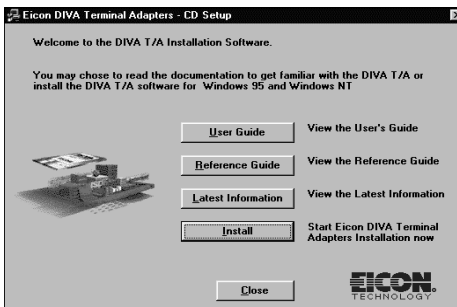 Eicon DIVA Terminal Adapters - CD Setup
Welcome to the DIVA T/A Installation Software.
You may chose to read the documentation to get familiar with the DIVA T/A or
install the DIVA T/A software for Windows 95 and Windows NT
User Guide View the User's Guide
Reference Guide View the Reference Guide
Latest Information View the Latest Information
Install Start Eicon DIVA Terminal
Adapters Installation now
Close
EICON.
TECHNOLOGY